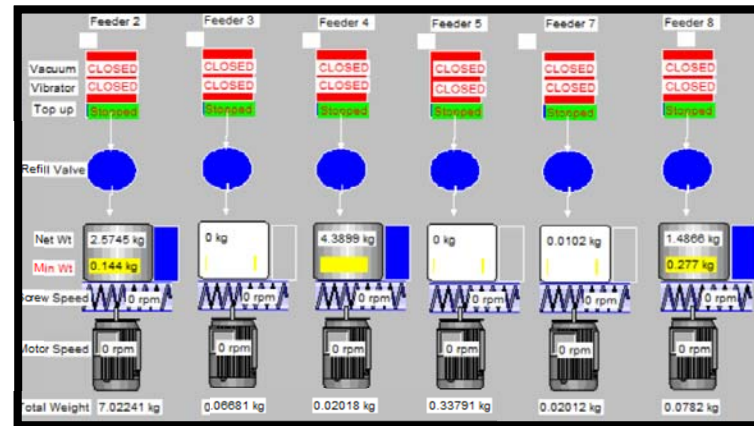 Feeder 2 Feeder 3 Feeder 4 Feeder 5 Feeder 7 Feeder 8
Vacuum CLOSED CLOSED CLOSED CLOSED CLOSED CLOSED
Vibrator CLOSED CLOSED CLOSED CLOSED CLOSED CLOSED
Top up Stopped Stopped Stopped Stopped Stopped Stopped
Refill Valve
Net Wt 2.5745 kg 0 kg 4.3899 kg 0 kg 0.0102 kg 1.4866 kg
Min Wt 0.144 kg 0.277 kg
Screw Speed 0 rpm 0 rpm 0 rpm 0 rpm 0 rpm 0 rpm
Motor Speed 0 rpm 0 rpm 0 rpm 0 rpm 0 rpm 0 rpm
Total Weight 7.02241 kg 0.06681 kg 0.02018 kg 0.33791 kg 0.02012 kg 0.0782 kg